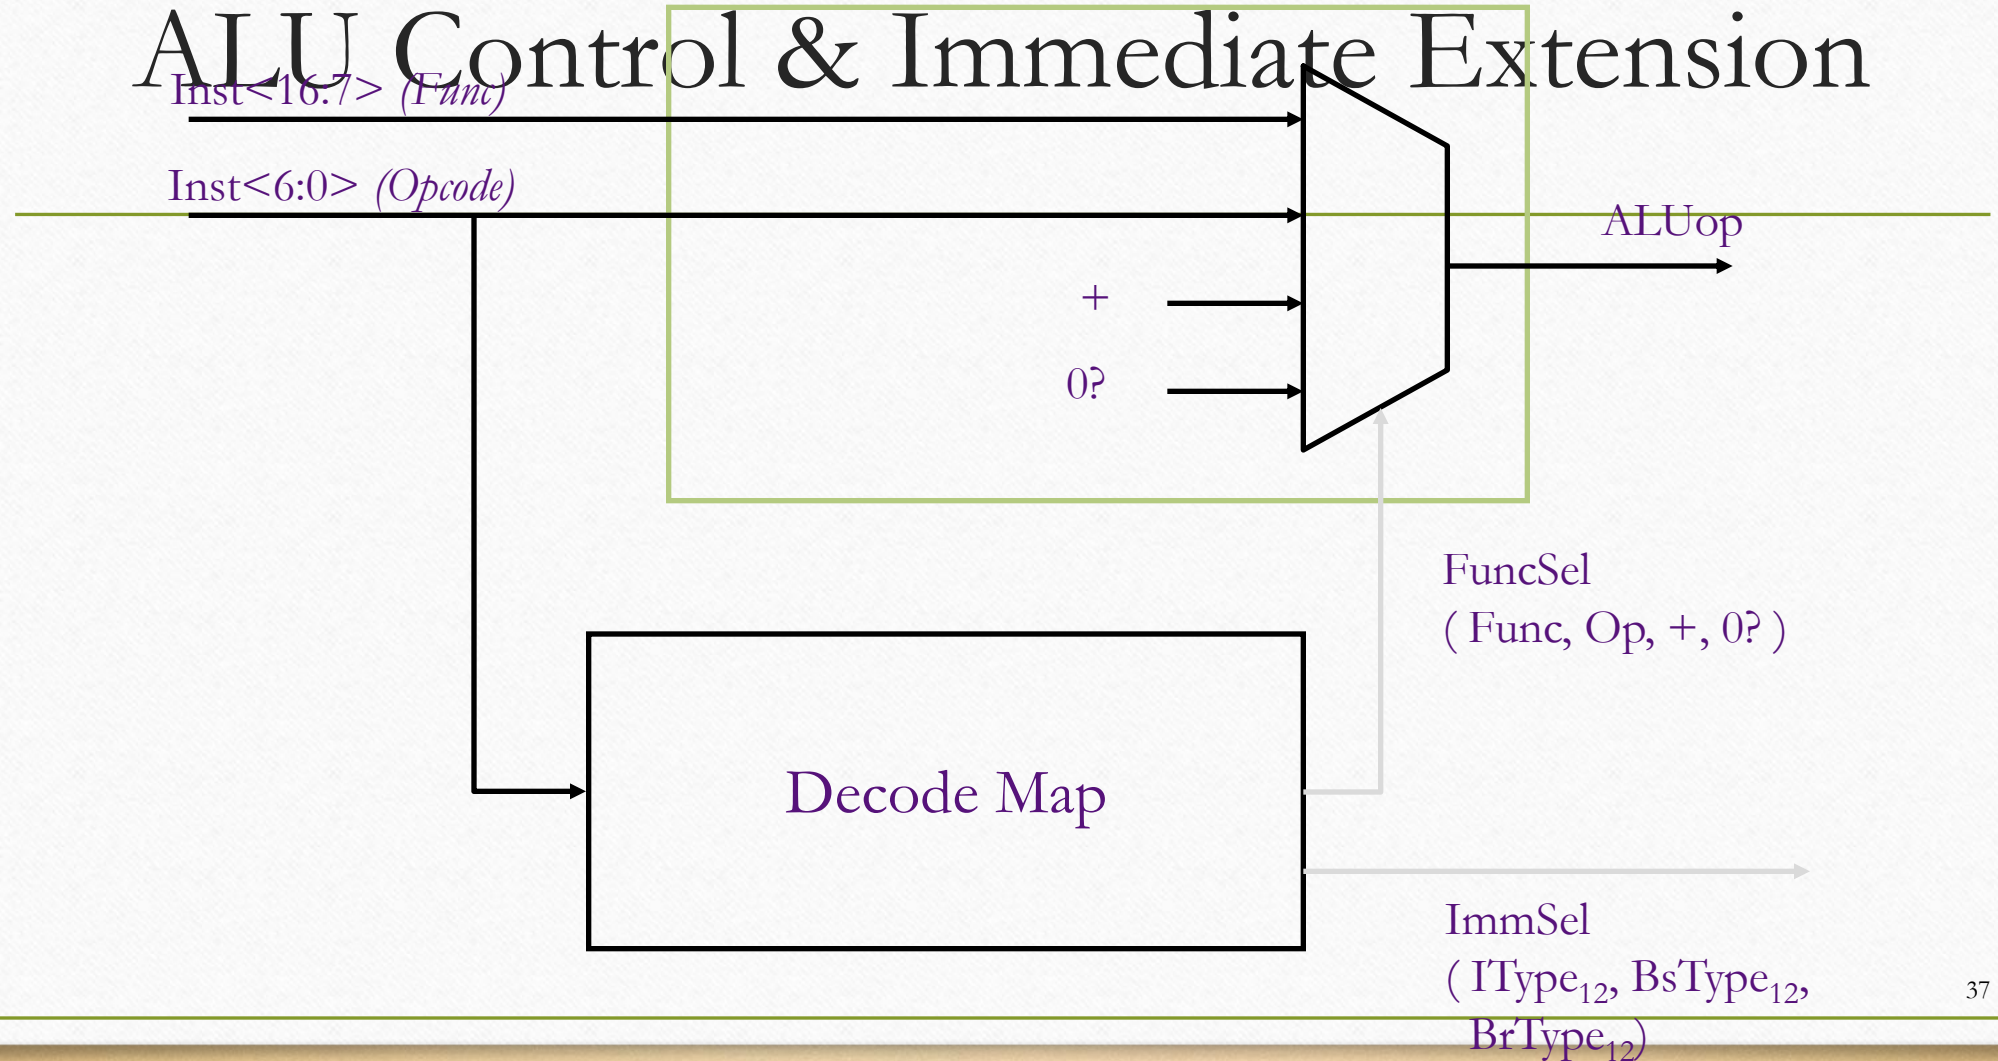 ALU Control & Immediate Extension
Inst<16:7> (Func)
Inst<6:0> (Opcode)
ALUop
+
0?
FuncSel
( Func, Op, +, 0? )
Decode Map
ImmSel
( IType₁₂, BsType₁₂,
BrType₁₂)
37